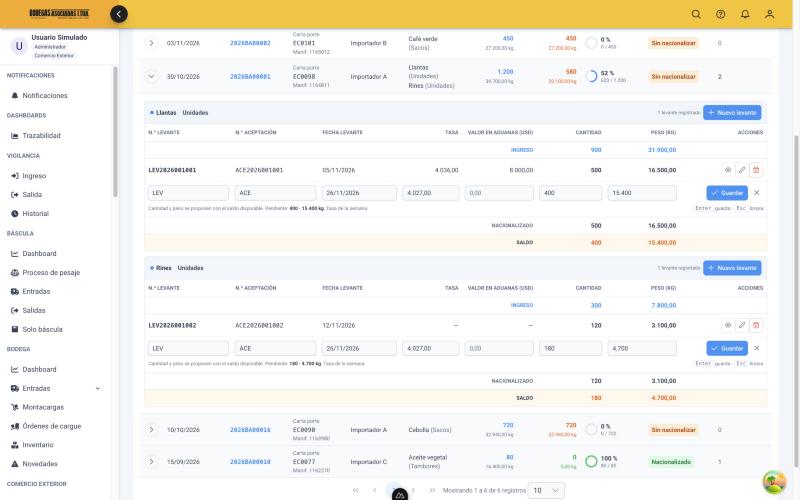 BODEGAS ASOCIADAS LTDA.
Usuario Simulado
U
Administrador
Comercio Exterior
NOTIFICACIONES
Notificaciones
DASHBOARDS
Trazabilidad
VIGILANCIA
Ingreso
Salida
Historial
BÁSCULA
Dashboard
Proceso de pesaje
Entradas
Salidas
Solo báscula
BODEGA
Dashboard
Entradas
Montacargas
Órdenes de cargue
Inventario
Novedades
COMERCIO EXTERIOR
03/11/2026 2026BA00002 Carta porte EC0101 Manif. 1165012 Importador B Café verde (Sacos) 450 27.200,00 kg 450 27.200,00 kg 0 % 0 / 450 Sin nacionalizar 0
30/10/2026 2026BA00001 Carta porte EC0098 Manif. 1164811 Importador A Llantas (Unidades) Rines (Unidades) 1.200 39.700,00 kg 580 20.100,00 kg 52 % 620 / 1.200 Sin nacionalizar 2
Llantas Unidades 1 levante registrado + Nuevo levante
N.º LEVANTE N.º ACEPTACIÓN FECHA LEVANTE TASA VALOR EN ADUANAS (USD) CANTIDAD PESO (KG) ACCIONES
INGRESO 900 31.900,00
LEV2026001001 ACE2026001001 05/11/2026 4.036,00 8.000,00 500 16.500,00
LEV ACE 26/11/2026 4.027,00 0,00 400 15.400 Guardar
Cantidad y peso se proponen con el saldo disponible. Pendiente: 400 · 15.400 kg. Tasa de la semana. Enter guarda · Esc limpia
NACIONALIZADO 500 16.500,00
SALDO 400 15.400,00
Rines Unidades 1 levante registrado + Nuevo levante
N.º LEVANTE N.º ACEPTACIÓN FECHA LEVANTE TASA VALOR EN ADUANAS (USD) CANTIDAD PESO (KG) ACCIONES
INGRESO 300 7.800,00
LEV2026001002 ACE2026001002 12/11/2026 — — 120 3.100,00
LEV ACE 26/11/2026 4.027,00 0,00 180 4.700 Guardar
Cantidad y peso se proponen con el saldo disponible. Pendiente: 180 · 4.700 kg. Tasa de la semana. Enter guarda · Esc limpia
NACIONALIZADO 120 3.100,00
SALDO 180 4.700,00
10/10/2026 2026BA00016 Carta porte EC0090 Manif. 1163980 Importador A Cebolla (Sacos) 720 32.940,00 kg 720 32.940,00 kg 0 % 0 / 720 Sin nacionalizar 0
15/09/2026 2026BA00010 Carta porte EC0077 Manif. 1162270 Importador C Aceite vegetal (Tambores) 80 16.400,00 kg 0 0,00 kg 100 % 80 / 80 Nacionalizado 1
Mostrando 1 a 6 de 6 registros 10